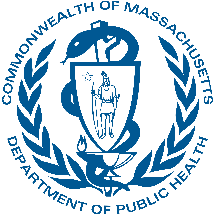 COMMONWEALTH OF MASSACHUSETTS
DEPARTMENT OF PUBLIC HEALTH